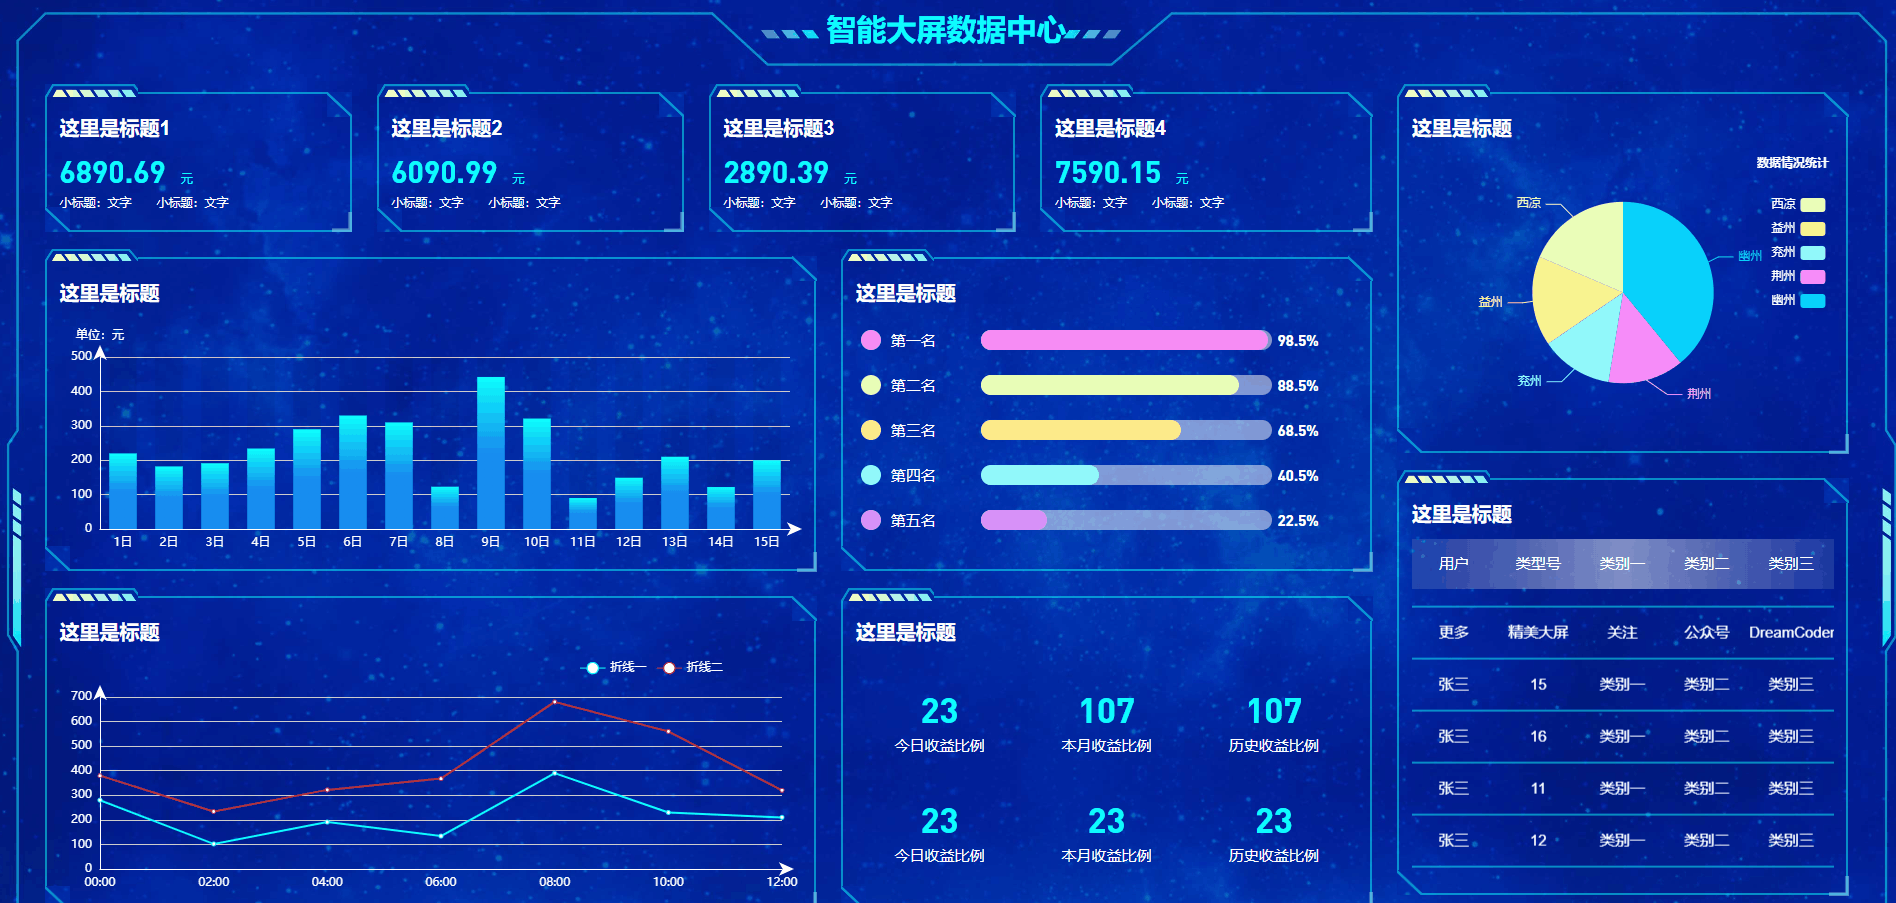 智能大屏数据中心
这里是标题1
6890.69 元
小标题：文字 小标题：文字
这里是标题2
6090.99 元
小标题：文字 小标题：文字
这里是标题3
2890.39 元
小标题：文字 小标题：文字
这里是标题4
7590.15 元
小标题：文字 小标题：文字
这里是标题
数据情况统计
西凉
益州
兖州
荆州
幽州
西凉
幽州
益州
兖州
荆州
这里是标题
单位：元
500
400
300
200
100
0
1日 2日 3日 4日 5日 6日 7日 8日 9日 10日 11日 12日 13日 14日 15日
这里是标题
第一名 98.5%
第二名 88.5%
第三名 68.5%
第四名 40.5%
第五名 22.5%
这里是标题
用户 类型号 类别一 类别二 类别三
更多 精美大屏 关注 公众号 DreamCoder
张三 15 类别一 类别二 类别三
张三 16 类别一 类别二 类别三
张三 11 类别一 类别二 类别三
张三 12 类别一 类别二 类别三
这里是标题
折线一 折线二
700
600
500
400
300
200
100
0
00:00 02:00 04:00 06:00 08:00 10:00 12:00
这里是标题
23 107 107
今日收益比例 本月收益比例 历史收益比例
23 23 23
今日收益比例 本月收益比例 历史收益比例